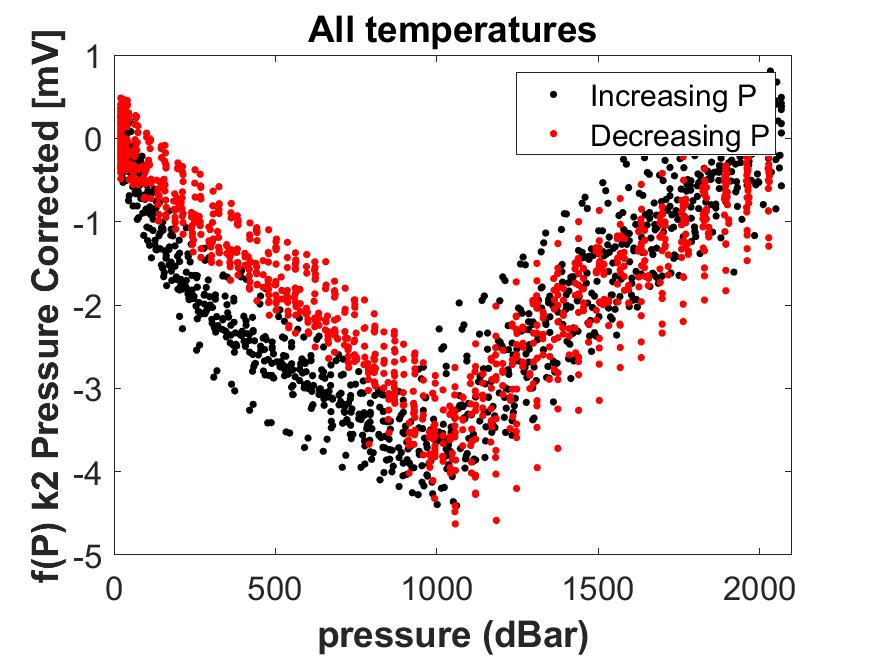 All temperatures
f(P) k2 Pressure Corrected [mV]
1
0
-1
-2
-3
-4
-5
Increasing P
Decreasing P
0
500
1000
1500
2000
pressure (dBar)